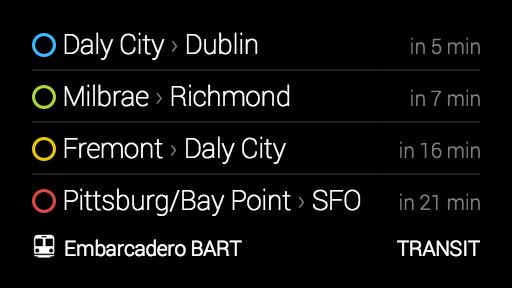 Daly City › Dublin in 5 min
Milbrae › Richmond in 7 min
Fremont › Daly City in 16 min
Pittsburg/Bay Point › SFO in 21 min
Embarcadero BART TRANSIT